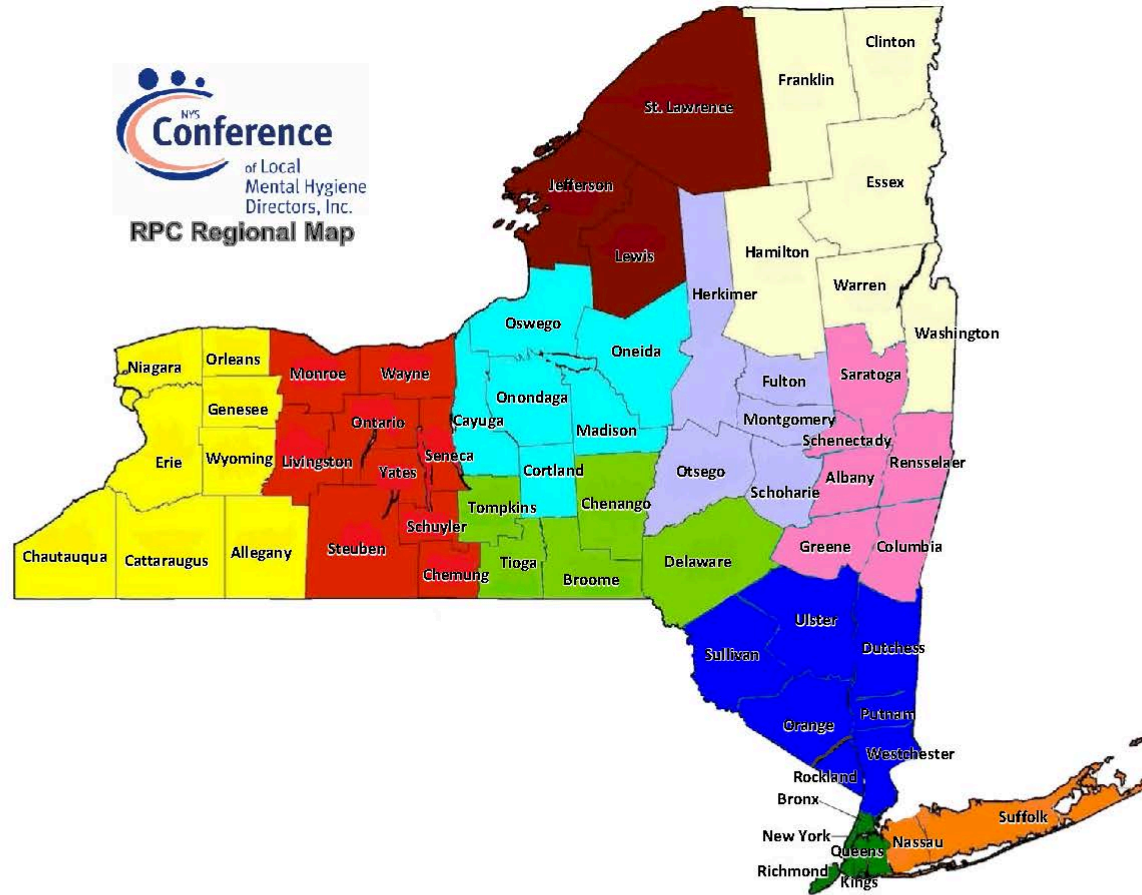 NYS
Conference
of Local
Mental Hygiene
Directors, Inc.
RPC Regional Map
Clinton
Franklin
St. Lawrence
Essex
Jefferson
Hamilton
Lewis
Warren
Herkimer
Oswego
Washington
Oneida
Niagara
Orleans
Monroe
Wayne
Saratoga
Fulton
Genesee
Onondaga
Ontario
Cayuga
Montgomery
Madison
Schenectady
Erie
Wyoming
Livingston
Seneca
Yates
Cortland
Otsego
Rensselaer
Albany
Schoharie
Tompkins
Chenango
Schuyler
Chautauqua
Cattaraugus
Allegany
Steuben
Chemung
Tioga
Broome
Delaware
Greene
Columbia
Ulster
Sullivan
Dutchess
Putnam
Orange
Westchester
Rockland
Bronx
Suffolk
New York
Nassau
Queens
Richmond
Kings